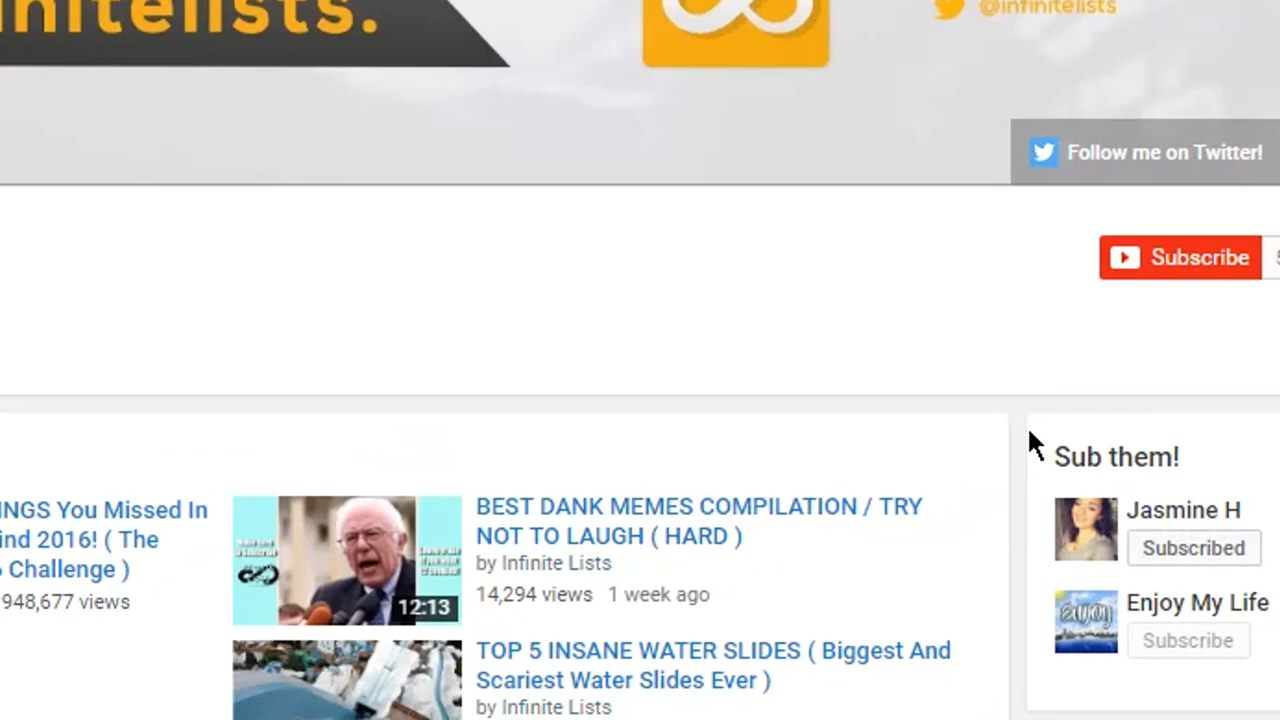 initelists.
@infinitelists
Follow me on Twitter!
Subscribe
INGS You Missed In
ind 2016! ( The
Challenge )
948,677 views
12:13
BEST DANK MEMES COMPILATION / TRY
NOT TO LAUGH ( HARD )
by Infinite Lists
14,294 views 1 week ago
TOP 5 INSANE WATER SLIDES ( Biggest And
Scariest Water Slides Ever )
by Infinite Lists
Sub them!
Jasmine H
Subscribed
enjoy
Enjoy My Life
Subscribe